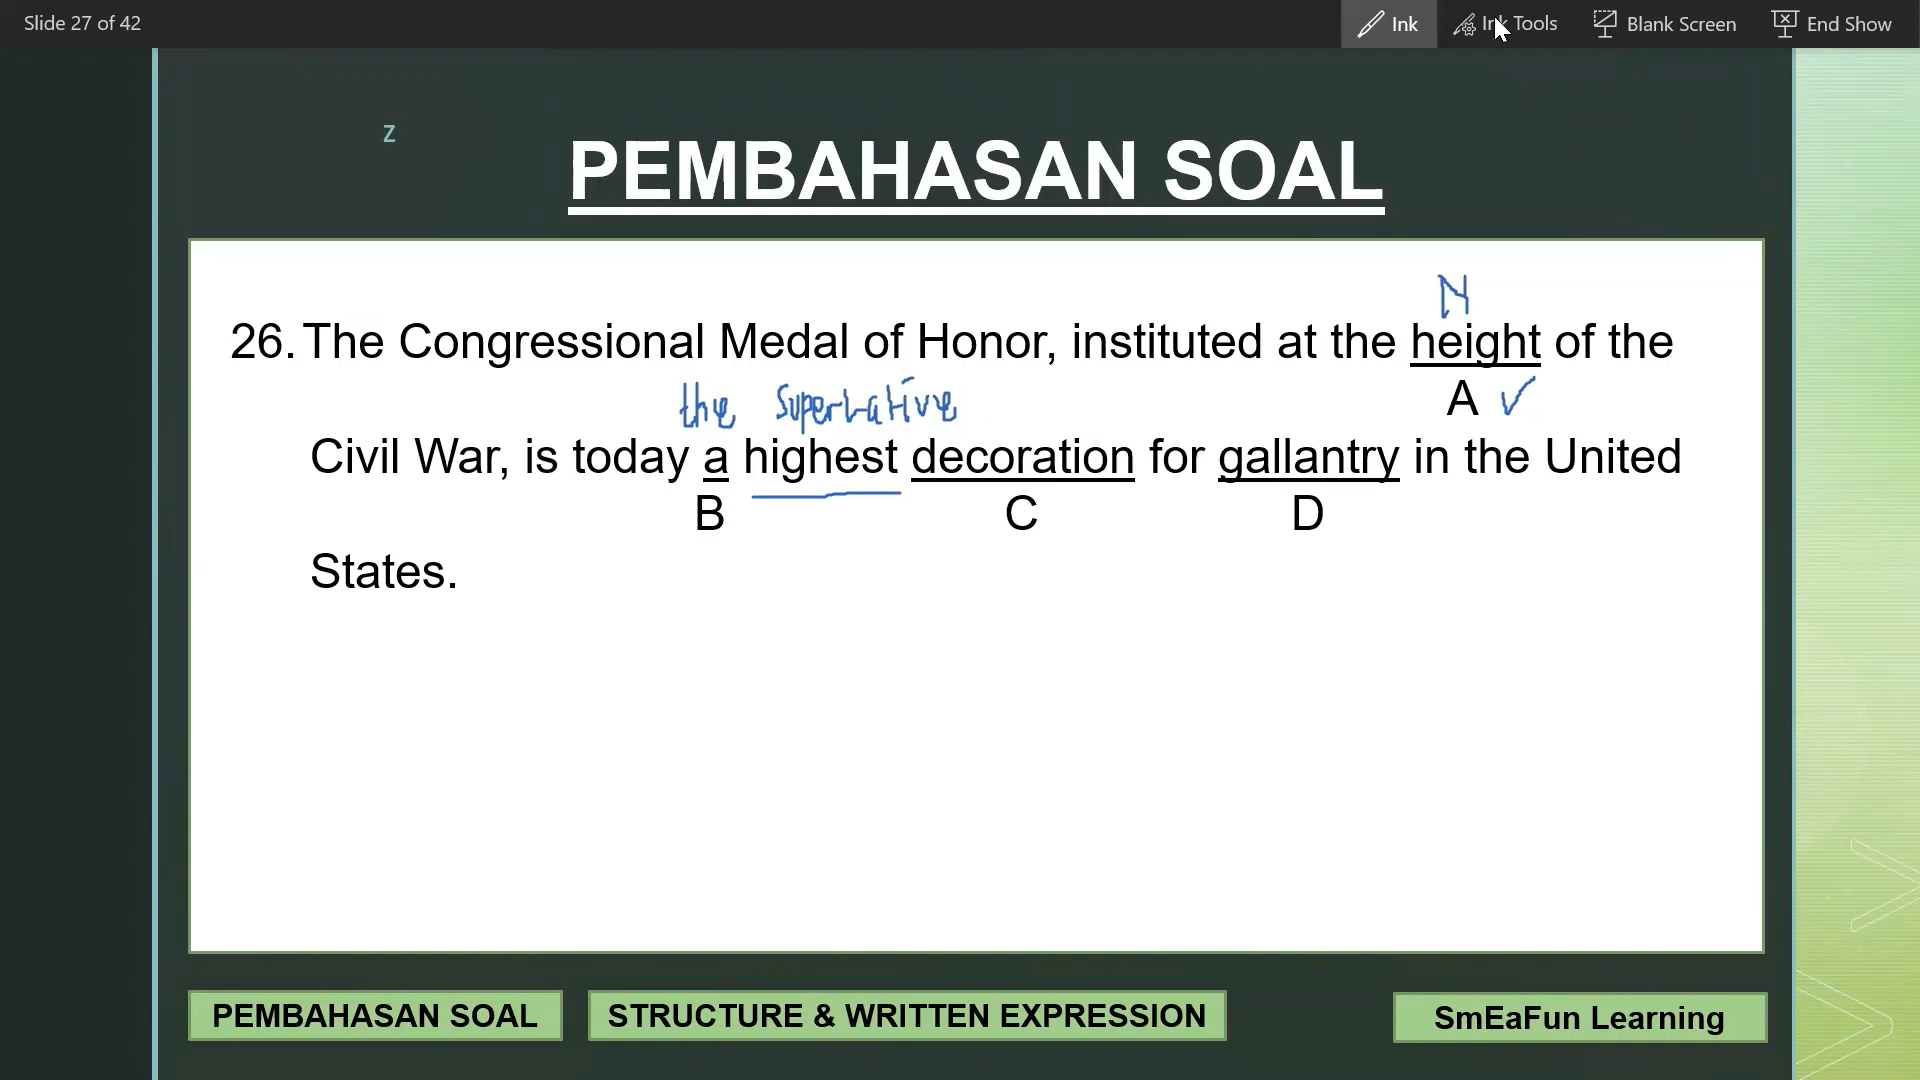 Slide 27 of 42
Ink Ink Tools Blank Screen End Show
z
PEMBAHASAN SOAL
N
26. The Congressional Medal of Honor, instituted at the height of the
A ✓
the Superlative
Civil War, is today a highest decoration for gallantry in the United
B C D
States.
PEMBAHASAN SOAL STRUCTURE & WRITTEN EXPRESSION SmEaFun Learning